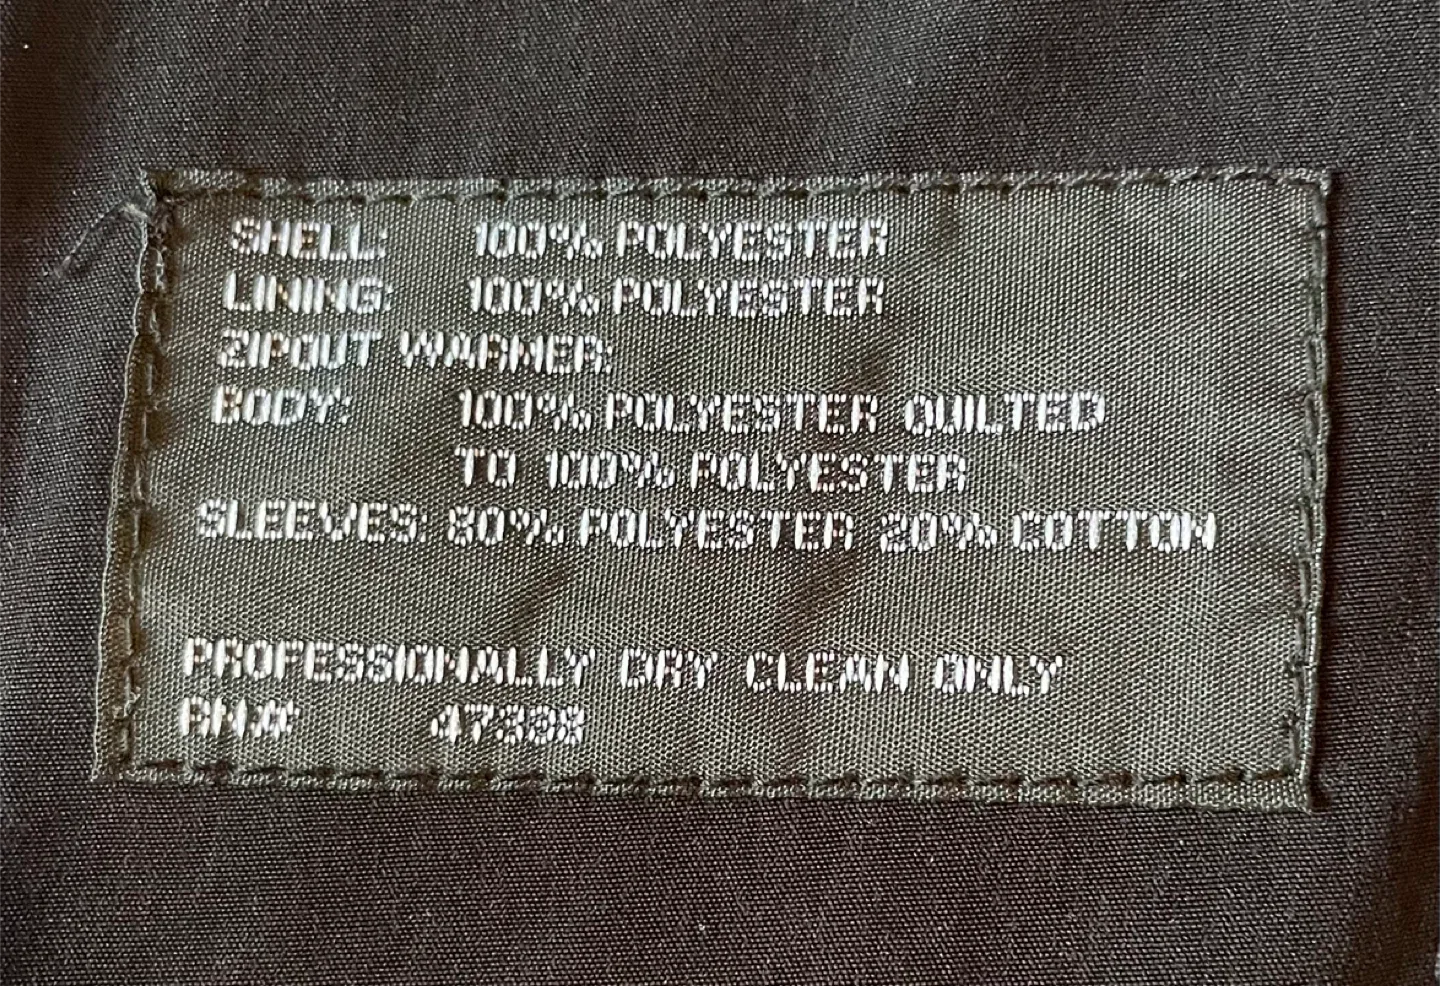 SHELL: 100% POLYESTER
LINING: 100% POLYESTER
ZIPOUT WARMER:
BODY: 100% POLYESTER QUILTED
TO 100% POLYESTER
SLEEVES: 80% POLYESTER 20% COTTON
PROFESSIONALLY DRY CLEAN ONLY
RN#